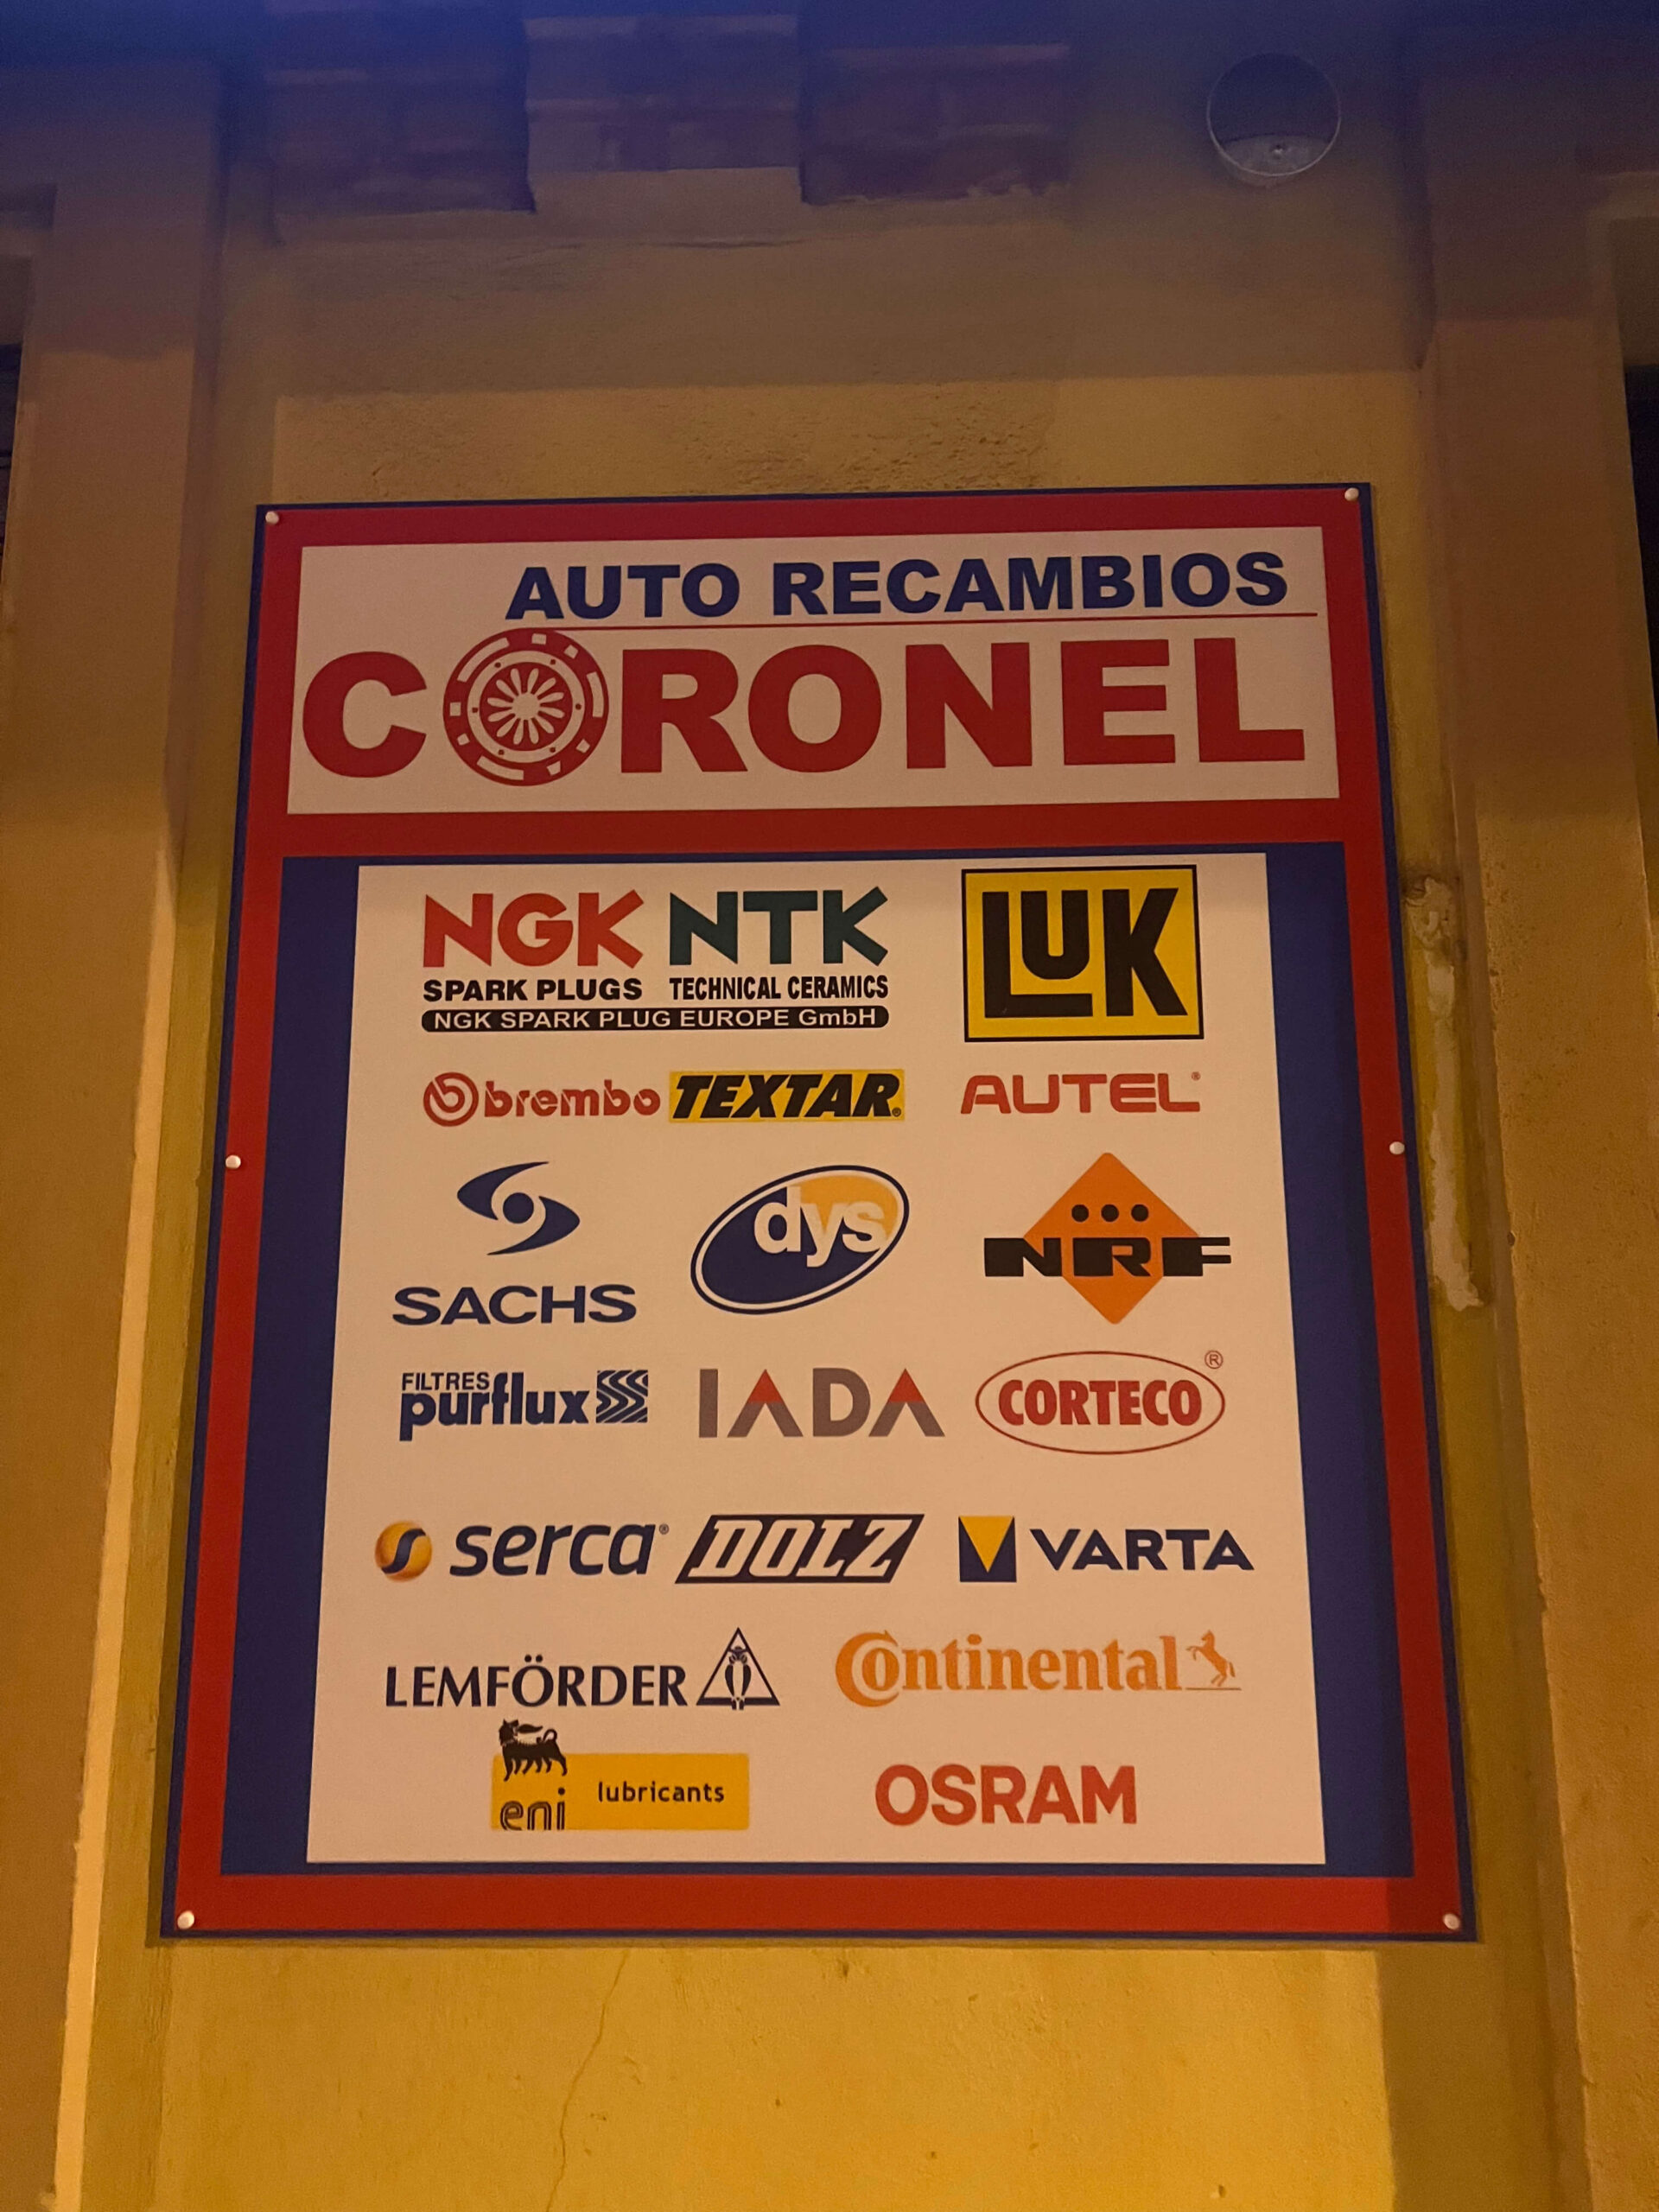 AUTO RECAMBIOS
CORONEL
NGK NTK LUK
SPARK PLUGS TECHNICAL CERAMICS
NGK SPARK PLUG EUROPE GmbH
brembo TEXTAR® AUTEL®
dys NRF
SACHS
FILTRES
purflux IADA CORTECO®
serca® DOLZ VARTA
LEMFÖRDER Continental
eni lubricants OSRAM